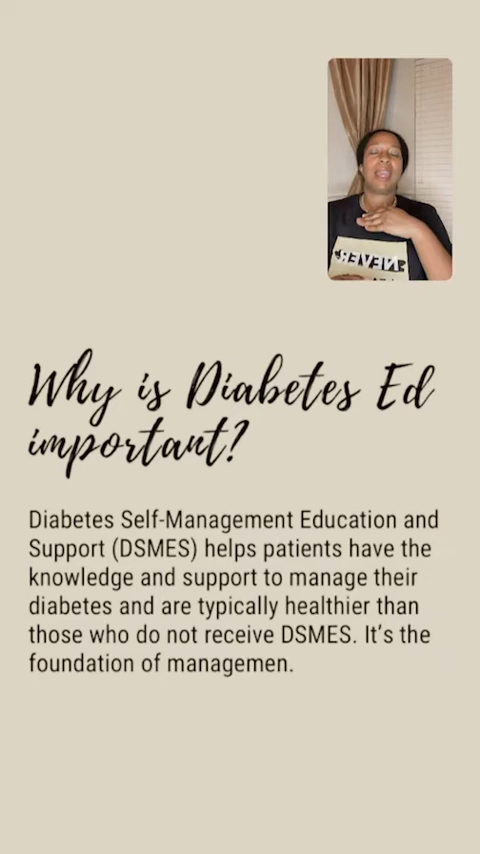 NEVER
Why is Diabetes Ed
important?
Diabetes Self-Management Education and
Support (DSMES) helps patients have the
knowledge and support to manage their
diabetes and are typically healthier than
those who do not receive DSMES. It's the
foundation of managemen.